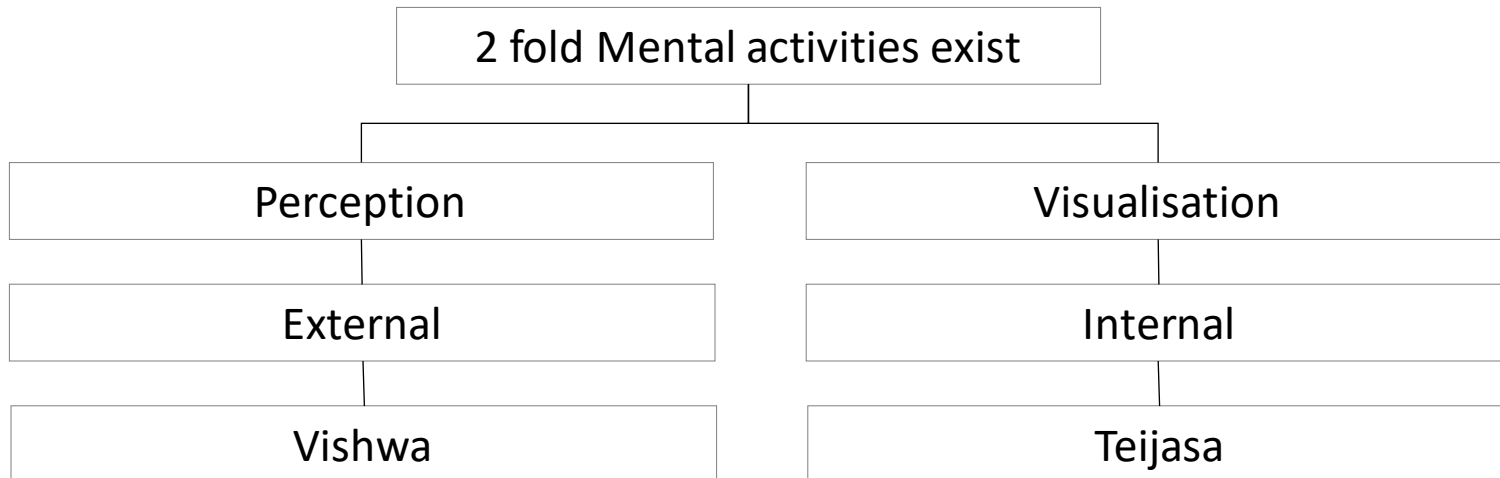 2 fold Mental activities exist
Perception
Visualisation
External
Internal
Vishwa
Teijasa